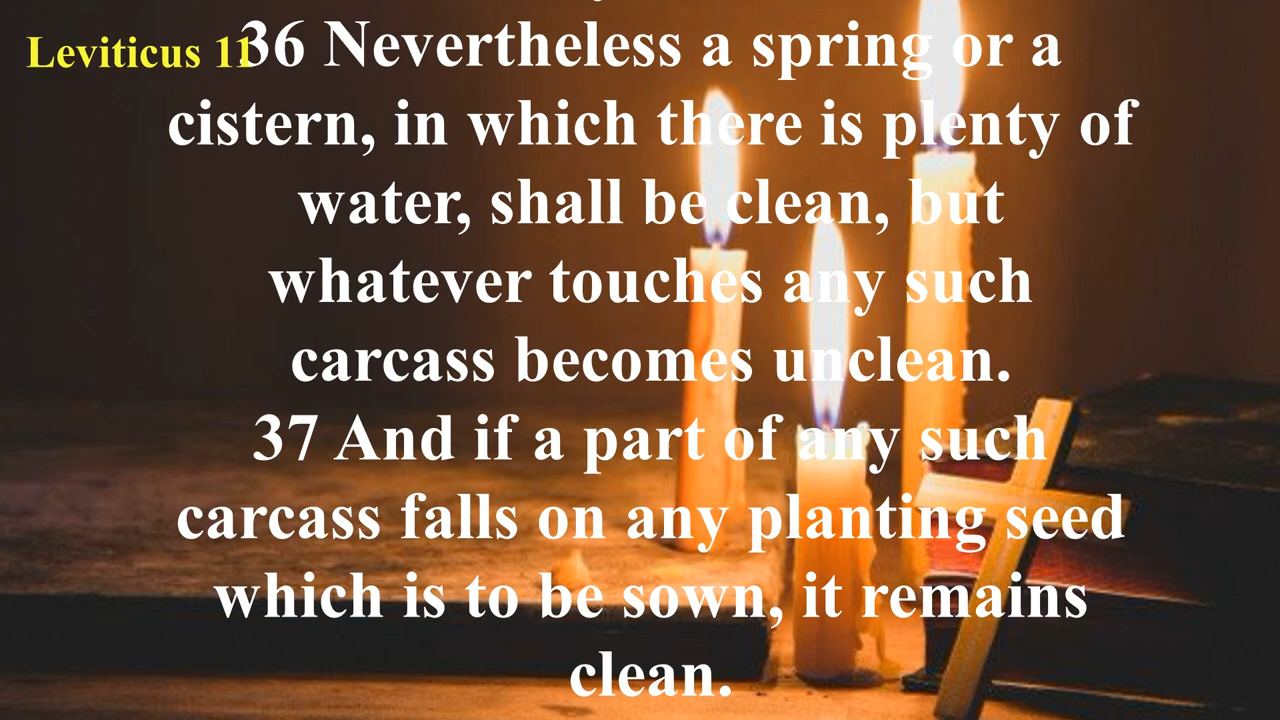 Leviticus 11
36 Nevertheless a spring or a
cistern, in which there is plenty of
water, shall be clean, but
whatever touches any such
carcass becomes unclean.
37 And if a part of any such
carcass falls on any planting seed
which is to be sown, it remains
clean.